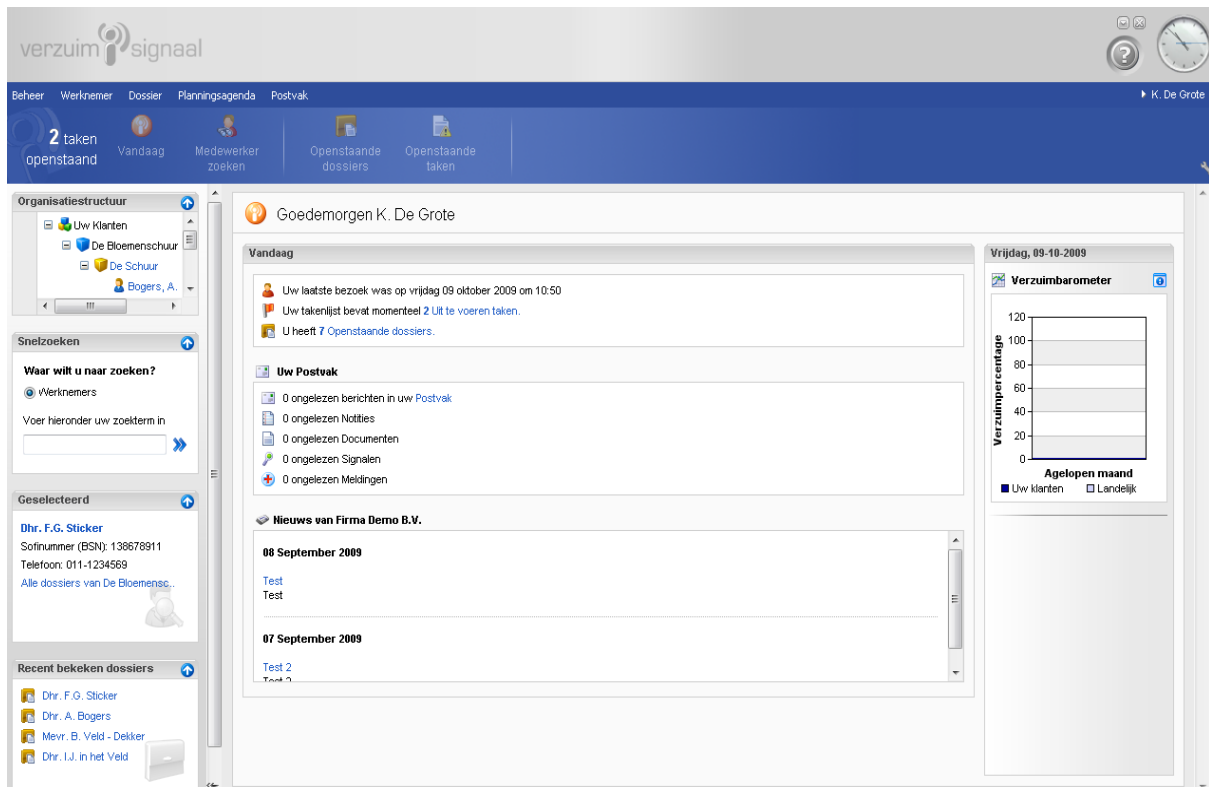 verzuim signaal
Beheer Werknemer Dossier Planningsagenda Postvak
K. De Grote
2 taken
openstaand
Vandaag
Medewerker
zoeken
Openstaande
dossiers
Openstaande
taken
Organisatiestructuur
Uw Klanten
De Bloemenschuur
De Schuur
Bogers, A.
Snelzoeken
Waar wilt u naar zoeken?
Werknemers
Voer hieronder uw zoekterm in
Geselecteerd
Dhr. F.G. Sticker
Sofinummer (BSN): 138678911
Telefoon: 011-1234569
Alle dossiers van De Bloemensc..
Recent bekeken dossiers
Dhr. F.G. Sticker
Dhr. A. Bogers
Mevr. B. Veld - Dekker
Dhr. I.J. in het Veld
Goedemorgen K. De Grote
Vandaag
Uw laatste bezoek was op vrijdag 09 oktober 2009 om 10:50
Uw takenlijst bevat momenteel 2 Uit te voeren taken.
U heeft 7 Openstaande dossiers.
Uw Postvak
0 ongelezen berichten in uw Postvak
0 ongelezen Notities
0 ongelezen Documenten
0 ongelezen Signalen
0 ongelezen Meldingen
Nieuws van Firma Demo B.V.
08 September 2009
Test
Test
07 September 2009
Test 2
Test 2
Vrijdag, 09-10-2009
Verzuimbarometer
Verzuimpercentage
120
100
80
60
40
20
0
Agelopen maand
Uw klanten Landelijk